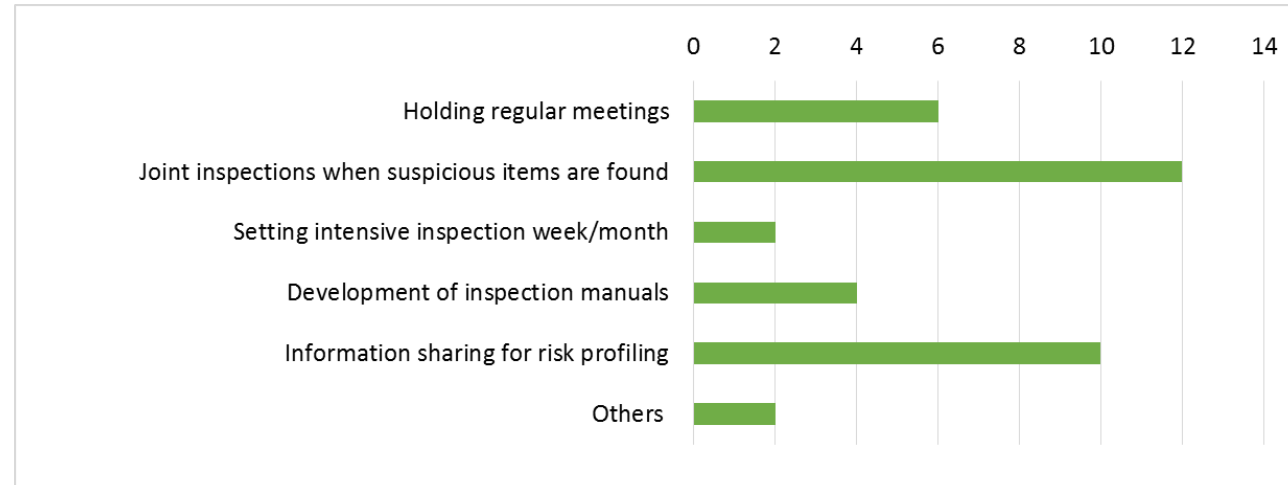 0 2 4 6 8 10 12 14
Holding regular meetings
Joint inspections when suspicious items are found
Setting intensive inspection week/month
Development of inspection manuals
Information sharing for risk profiling
Others